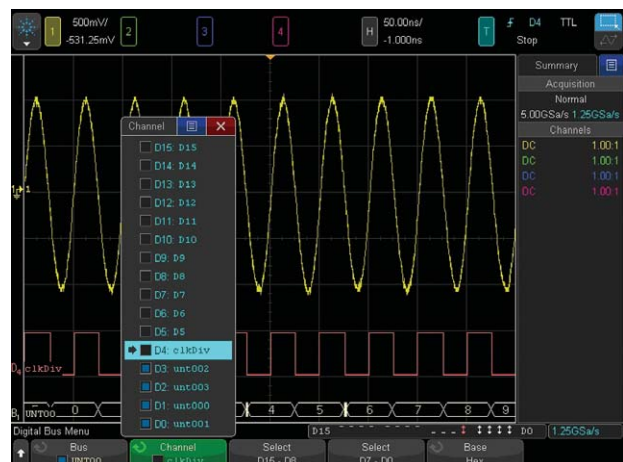 1 500mV/ 2 3 4 H 50.00ns/ T D4 TTL
-531.25mV -1.000ns Stop
Summary
Acquisition
Normal
5.00GSa/s 1.25GSa/s
Channels
DC 1.00:1
DC 1.00:1
DC 1.00:1
DC 1.00:1
Channel
D15: D15
D14: D14
D13: D13
D12: D12
D11: D11
D10: D10
D9: D9
D8: D8
D7: D7
D6: D6
D5: D5
D4: clkDiv
D3: unt002
D2: unt003
D1: unt000
D0: unt001
1
D4 clkDiv
B1 UNTOO 0 4 5 6 7 8 9
Digital Bus Menu D15 D0 1.25GSa/s
Bus Channel Select Select Base
UNTOO clkDiv D15 - D8 D7 - D0 Hex